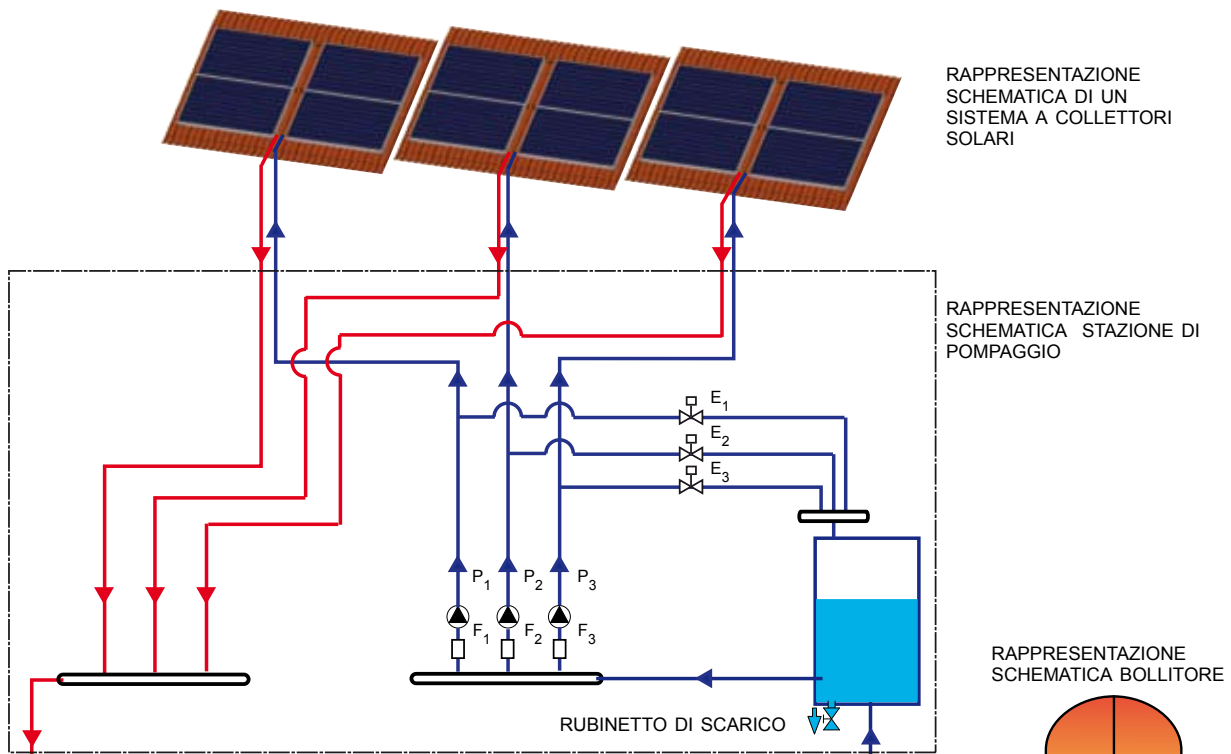 RAPPRESENTAZIONE
SCHEMATICA DI UN
SISTEMA A COLLETTORI
SOLARI
RAPPRESENTAZIONE
SCHEMATICA STAZIONE DI
POMPAGGIO
E1
E2
E3
P1 P2 P3
F1 F2 F3
RAPPRESENTAZIONE
SCHEMATICA BOLLITORE
RUBINETTO DI SCARICO